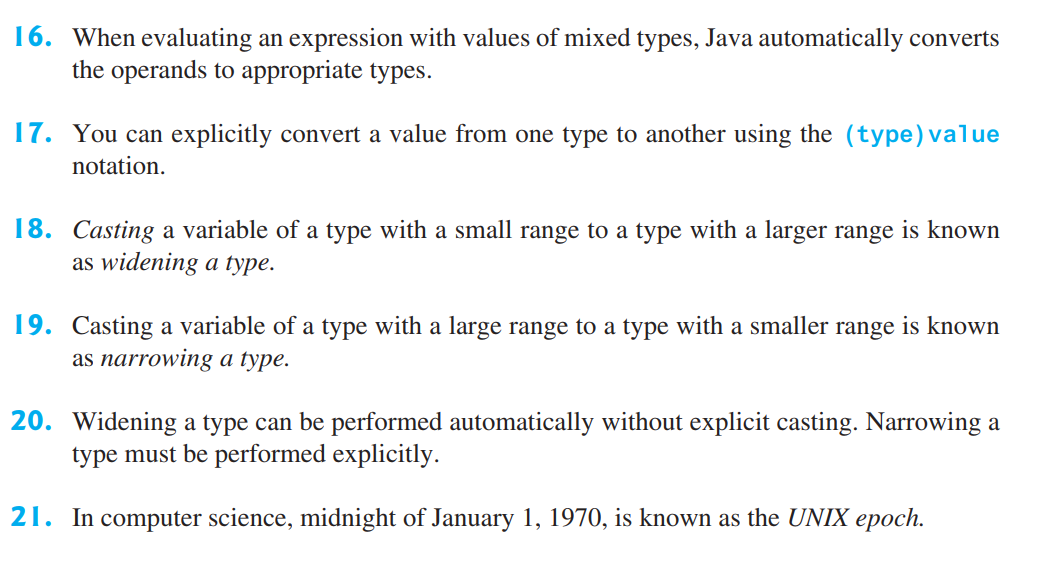 16. When evaluating an expression with values of mixed types, Java automatically converts
the operands to appropriate types.
17. You can explicitly convert a value from one type to another using the (type)value
notation.
18. Casting a variable of a type with a small range to a type with a larger range is known
as widening a type.
19. Casting a variable of a type with a large range to a type with a smaller range is known
as narrowing a type.
20. Widening a type can be performed automatically without explicit casting. Narrowing a
type must be performed explicitly.
21. In computer science, midnight of January 1, 1970, is known as the UNIX epoch.